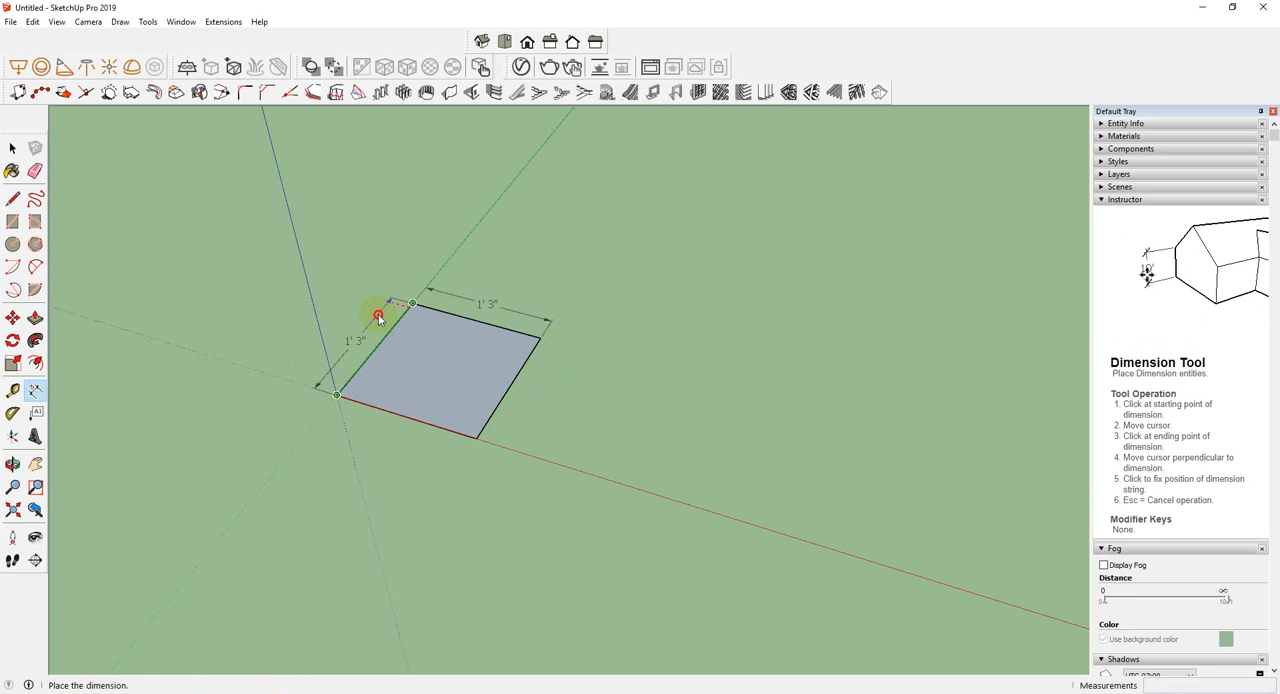 Untitled - SketchUp Pro 2019
File Edit View Camera Draw Tools Window Extensions Help
Default Tray
Entity Info
Materials
Components
Styles
Layers
Scenes
Instructor
1' 3"
1' 3"
Dimension Tool
Place Dimension entities.
Tool Operation
1. Click at starting point of
dimension.
2. Move cursor.
3. Click at ending point of
dimension.
4. Move cursor perpendicular to
dimension.
5. Click to fix position of dimension
string.
6. Esc = Cancel operation.
Modifier Keys
None.
Fog
Display Fog
Distance
0 ∞
Color
Use background color
Shadows
UTC-07:00
Place the dimension.
Measurements